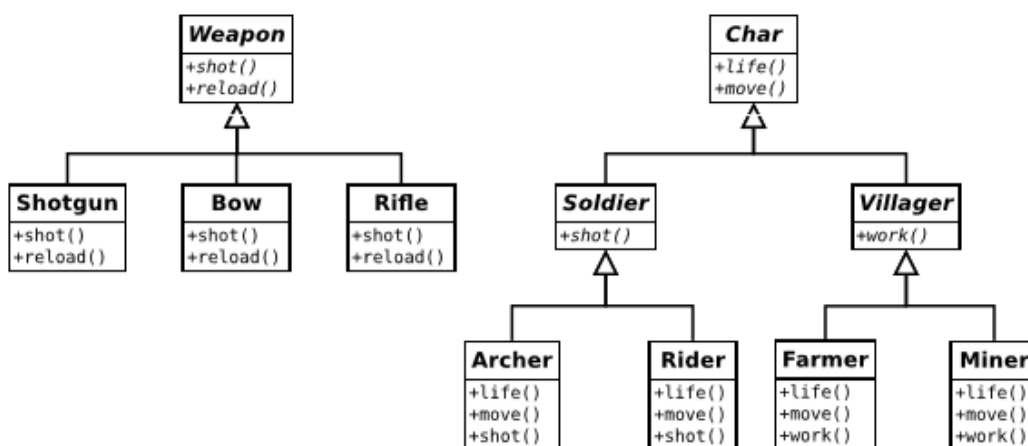 Weapon
+shot()
+reload()
Char
+life()
+move()
Shotgun
+shot()
+reload()
Bow
+shot()
+reload()
Rifle
+shot()
+reload()
Soldier
+shot()
Villager
+work()
Archer
+life()
+move()
+shot()
Rider
+life()
+move()
+shot()
Farmer
+life()
+move()
+work()
Miner
+life()
+move()
+work()